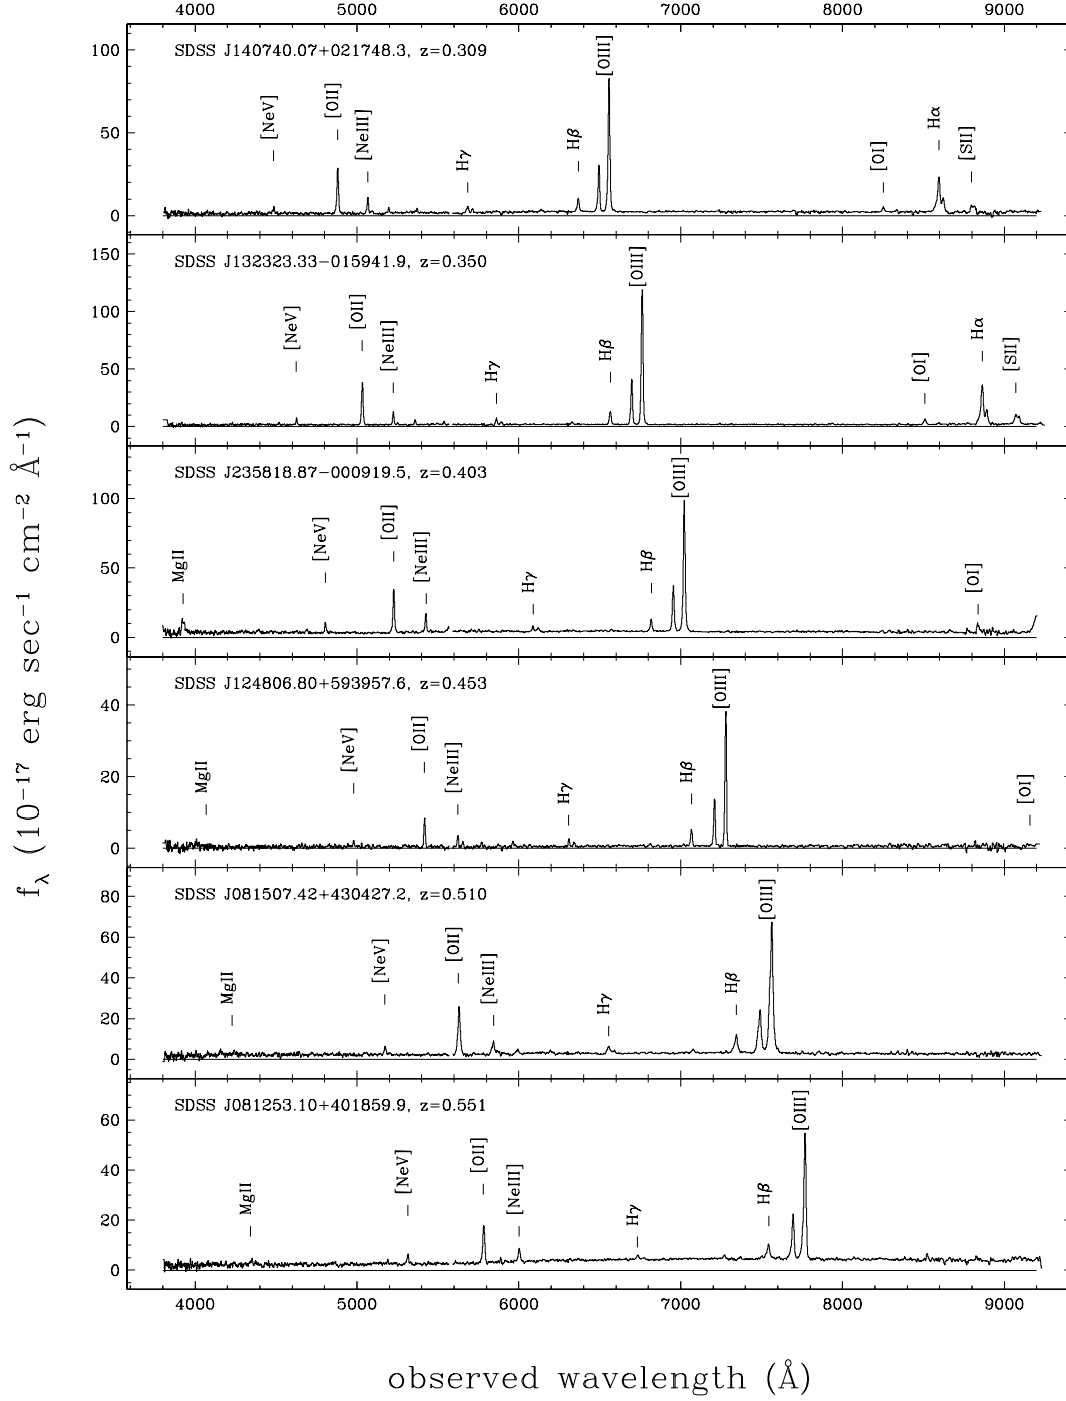 4000 5000 6000 7000 8000 9000
SDSS J140740.07+021748.3, z=0.309
100
50
0
[NeV] [OII] [NeIII] Hγ Hβ [OIII] [OI] Hα [SII]
SDSS J132323.33−015941.9, z=0.350
150
100
50
0
[NeV] [OII] [NeIII] Hγ Hβ [OIII] [OI] Hα [SII]
SDSS J235818.87−000919.5, z=0.403
100
50
0
MgII [NeV] [OII] [NeIII] Hγ Hβ [OIII] [OI]
SDSS J124806.80+593957.6, z=0.453
40
20
0
MgII [NeV] [OII] [NeIII] Hγ Hβ [OIII] [OI]
SDSS J081507.42+430427.2, z=0.510
80
60
40
20
0
MgII [NeV] [OII] [NeIII] Hγ Hβ [OIII]
SDSS J081253.10+401859.9, z=0.551
60
40
20
0
MgII [NeV] [OII] [NeIII] Hγ Hβ [OIII]
4000 5000 6000 7000 8000 9000
observed wavelength (Å)
f_λ (10⁻¹⁷ erg sec⁻¹ cm⁻² Å⁻¹)